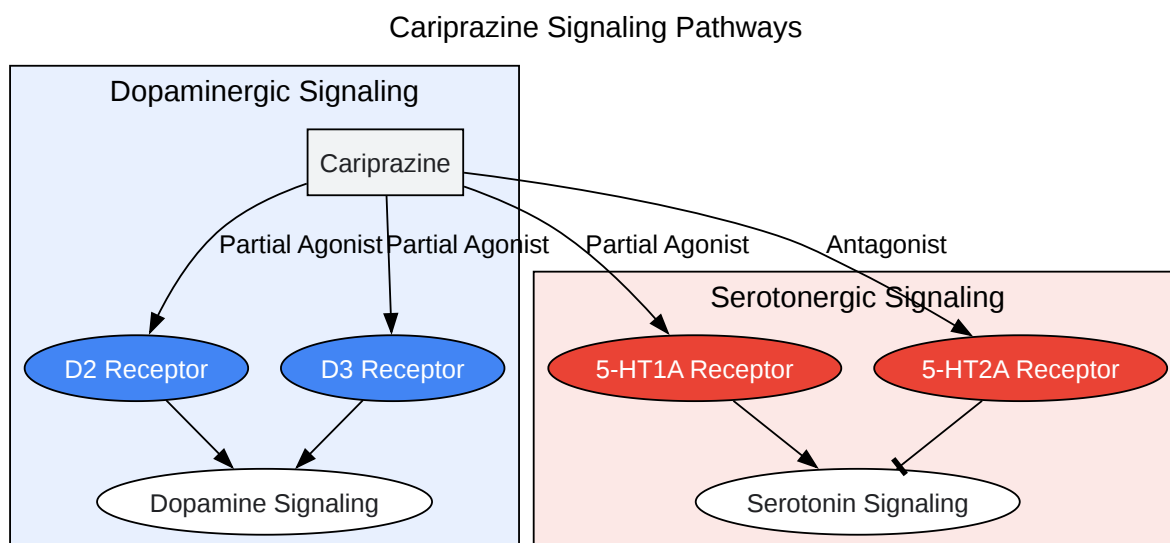 Cariprazine Signaling Pathways
Dopaminergic Signaling
Cariprazine
Partial Agonist
Partial Agonist
Partial Agonist
Antagonist
Serotonergic Signaling
D2 Receptor
D3 Receptor
5-HT1A Receptor
5-HT2A Receptor
Dopamine Signaling
Serotonin Signaling